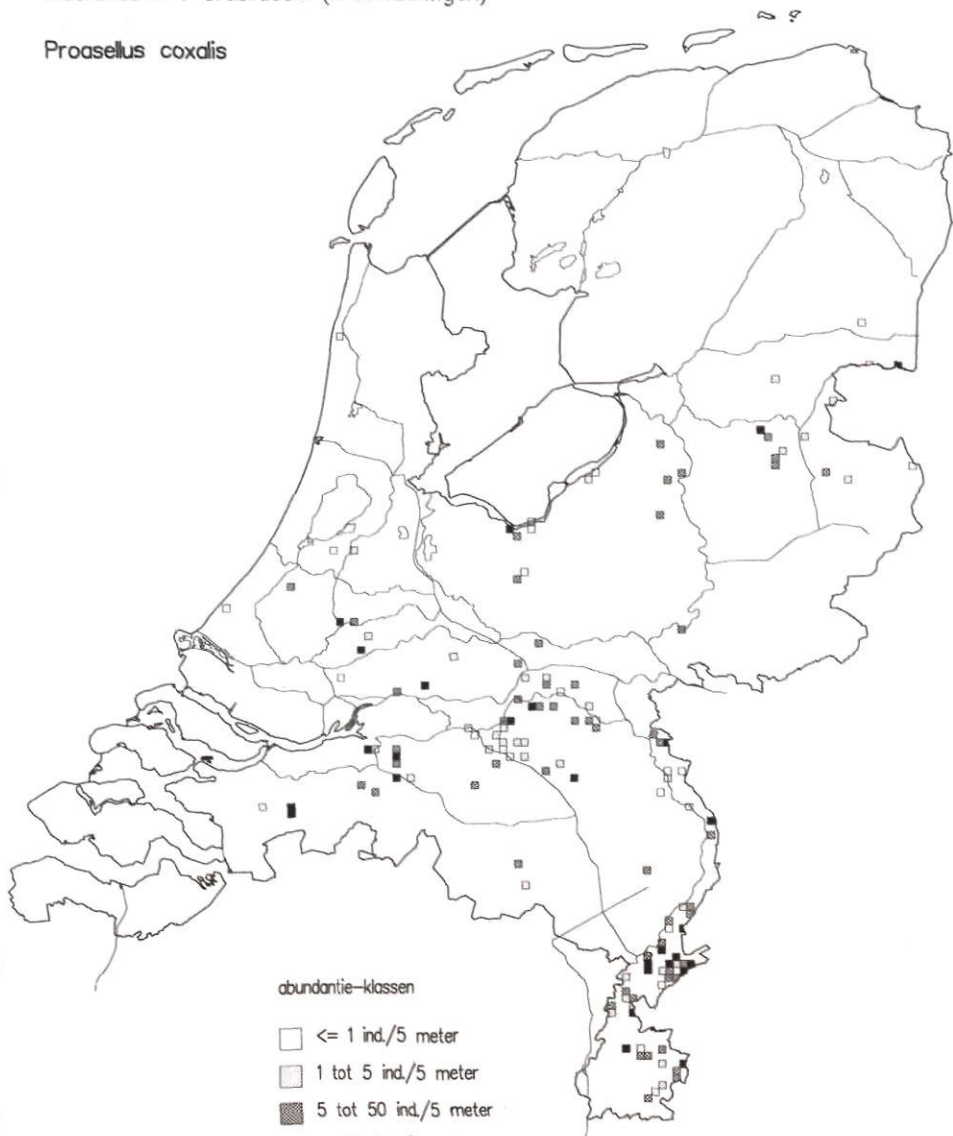 Proasellus coxalis
abundantie-klassen
<= 1 ind./5 meter
1 tot 5 ind./5 meter
5 tot 50 ind./5 meter